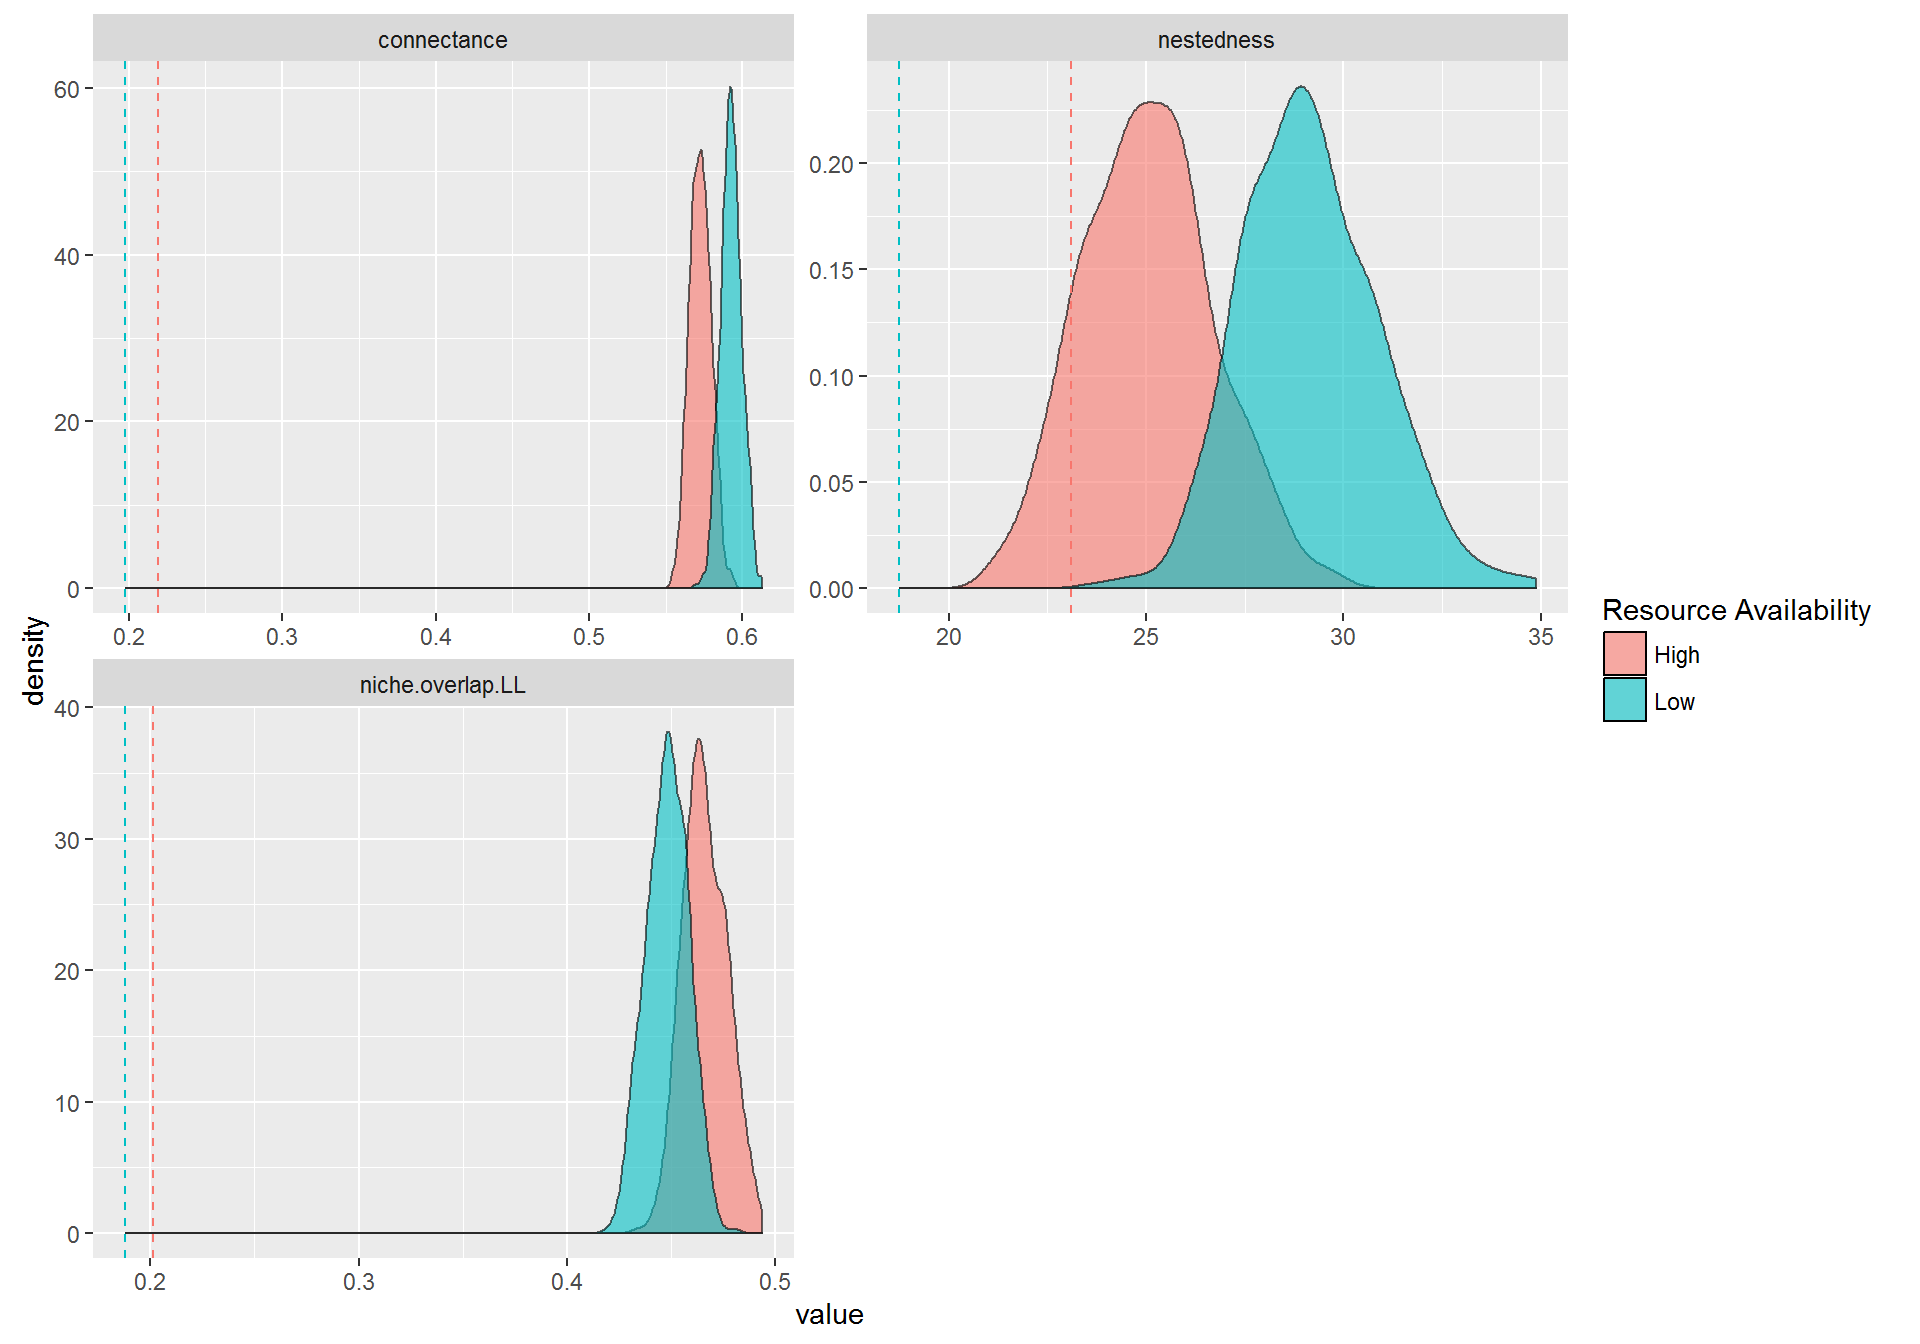 connectance
nestedness
60
40
20
0
0.2 0.3 0.4 0.5 0.6
0.20
0.15
0.10
0.05
0.00
20 25 30 35
niche.overlap.LL
40
30
20
10
0
0.2 0.3 0.4 0.5
density
value
Resource Availability
High
Low